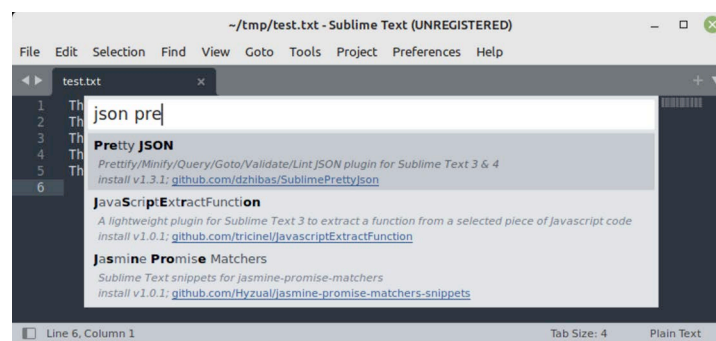 ~/tmp/test.txt - Sublime Text (UNREGISTERED)
File Edit Selection Find View Goto Tools Project Preferences Help
test.txt
json pre
1 Th
2 Th
3 Th
4 Th
5 Th
6
Pretty JSON
Prettify/Minify/Query/Goto/Validate/Lint JSON plugin for Sublime Text 3 & 4
install v1.3.1; github.com/dzhibas/SublimePrettyJson
JavaScriptExtractFunction
A lightweight plugin for Sublime Text 3 to extract a function from a selected piece of Javascript code
install v1.0.1; github.com/tricinel/JavascriptExtractFunction
Jasmine Promise Matchers
Sublime Text snippets for jasmine-promise-matchers
install v1.0.1; github.com/Hyzual/jasmine-promise-matchers-snippets
Line 6, Column 1 Tab Size: 4 Plain Text